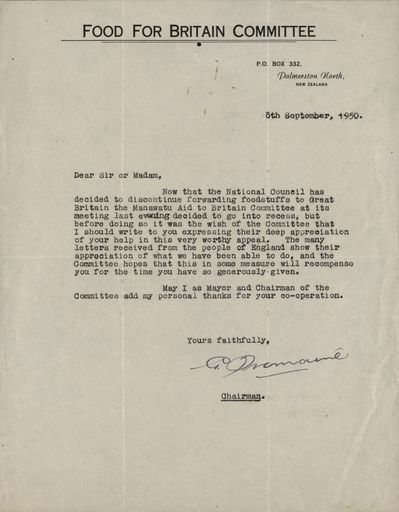 FOOD FOR BRITAIN COMMITTEE
P.O. BOX 332,
Palmerston North,
NEW ZEALAND
8th September, 1950.
Dear Sir or Madam,
Now that the National Council has
decided to discontinue forwarding foodstuffs to Great
Britain the Manawatu Aid to Britain Committee at its
meeting last evening decided to go into recess, but
before doing so it was the wish of the Committee that
I should write to you expressing their deep appreciation
of your help in this very worthy appeal. The many
letters received from the people of England show their
appreciation of what we have been able to do, and the
Committee hopes that this in some measure will recompense
you for the time you have so generously given.
May I as Mayor and Chairman of the
Committee add my personal thanks for your co-operation.
Yours faithfully,
Chairman.